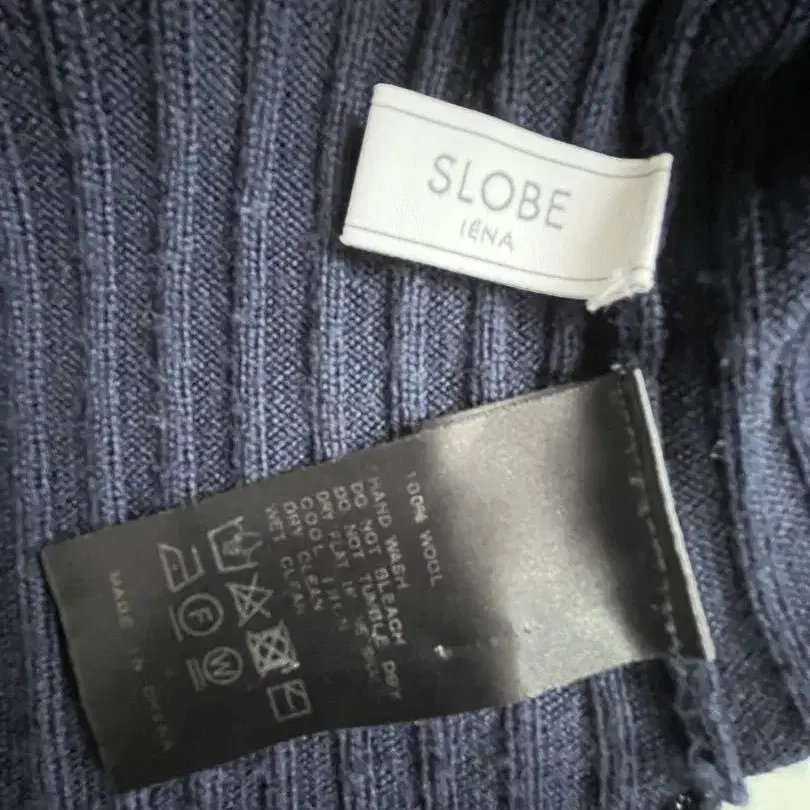 SLOBE
IÉNA
100% WOOL
HAND WASH
DO NOT BLEACH
DO NOT TUMBLE DRY
DRY FLAT IN
COOL
DRY CLEAN
WET CLEAN
F
W
MADE IN CHINA